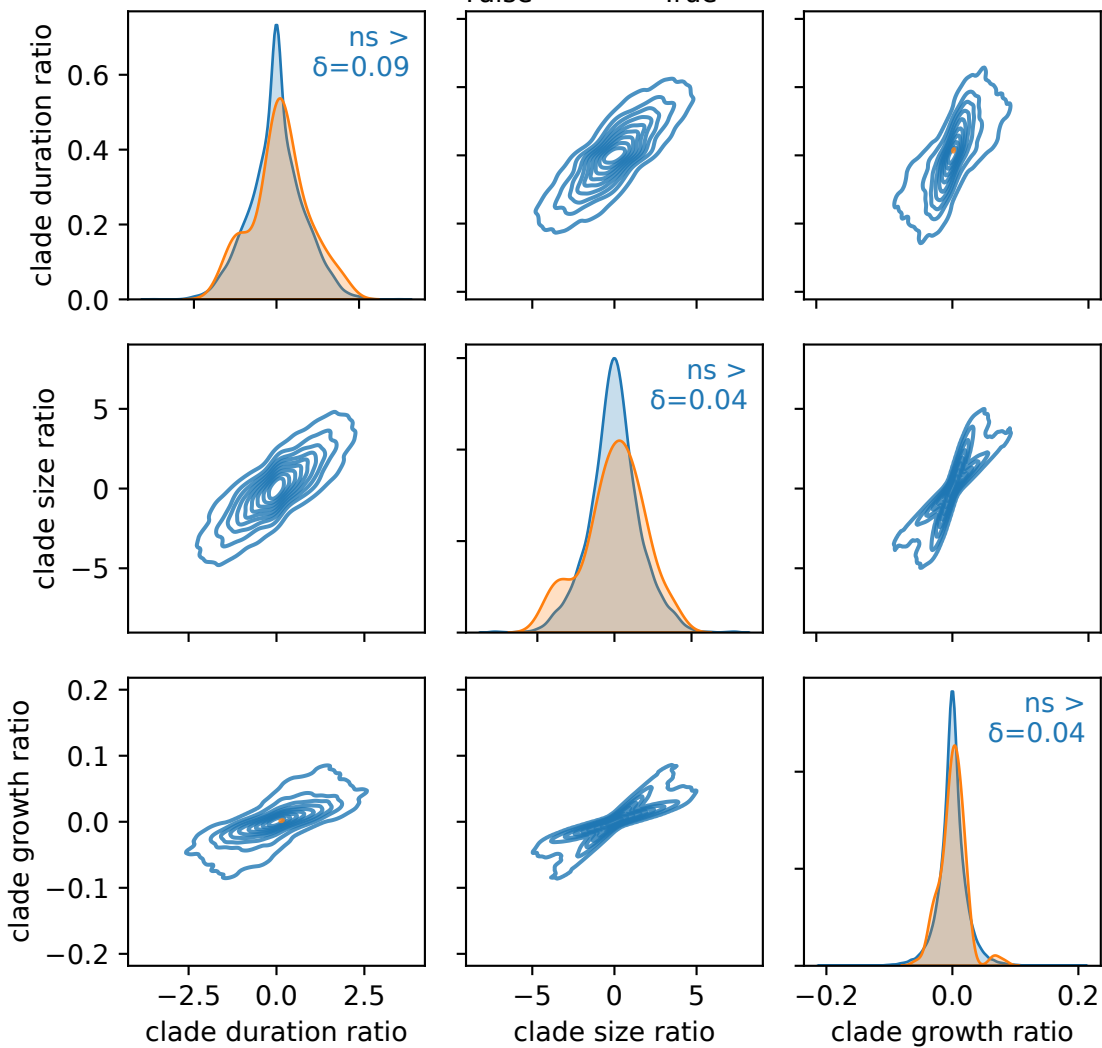 True
clade duration ratio
0.6
0.4
0.2
0.0
ns >
δ=0.09
clade size ratio
5
0
−5
ns >
δ=0.04
clade growth ratio
0.2
0.1
0.0
−0.1
−0.2
ns >
δ=0.04
−2.5 0.0 2.5
clade duration ratio
−5 0 5
clade size ratio
−0.2 0.0 0.2
clade growth ratio